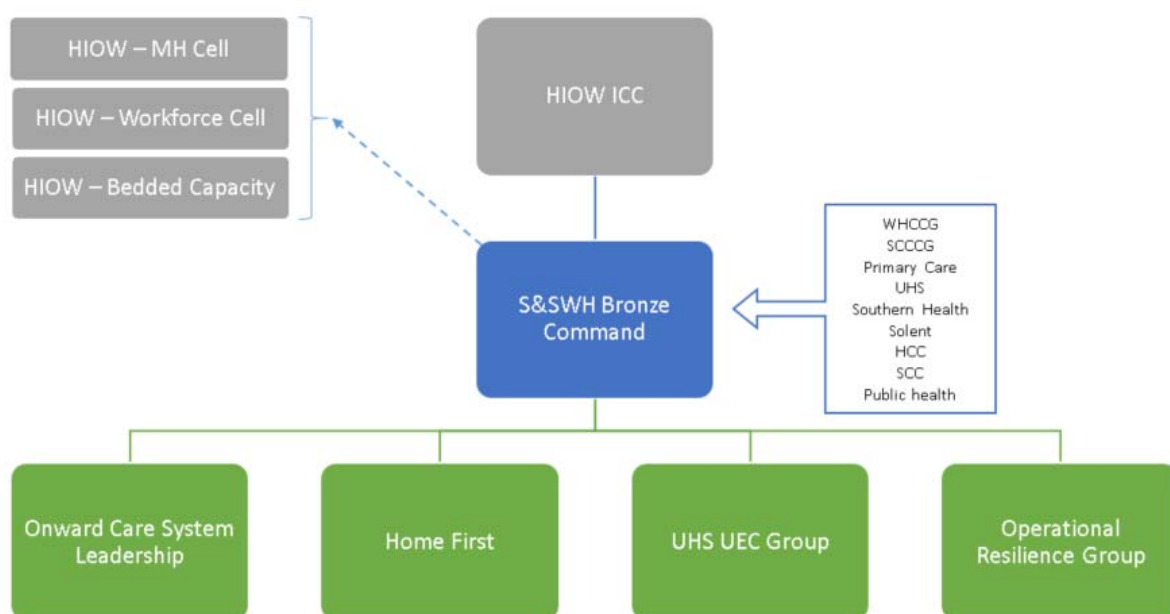 HIOW – MH Cell
HIOW – Workforce Cell
HIOW – Bedded Capacity
HIOW ICC
S&SWH Bronze
Command
WHCCG
SCCCG
Primary Care
UHS
Southern Health
Solent
HCC
SCC
Public health
Onward Care System
Leadership
Home First
UHS UEC Group
Operational
Resilience Group